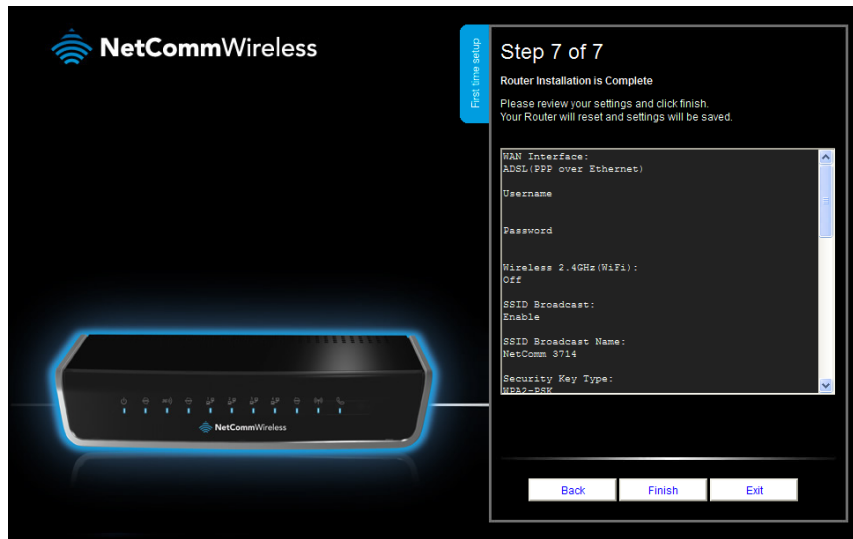 NetCommWireless
First time setup
Step 7 of 7
Router Installation is Complete
Please review your settings and click finish.
Your Router will reset and settings will be saved.
WAN Interface:
ADSL(PPP over Ethernet)
Username
Password
Wireless 2.4GHz(WiFi):
Off
SSID Broadcast:
Enable
SSID Broadcast Name:
NetComm 3714
Security Key Type:
WPA2-PSK
NetCommWireless
Back
Finish
Exit